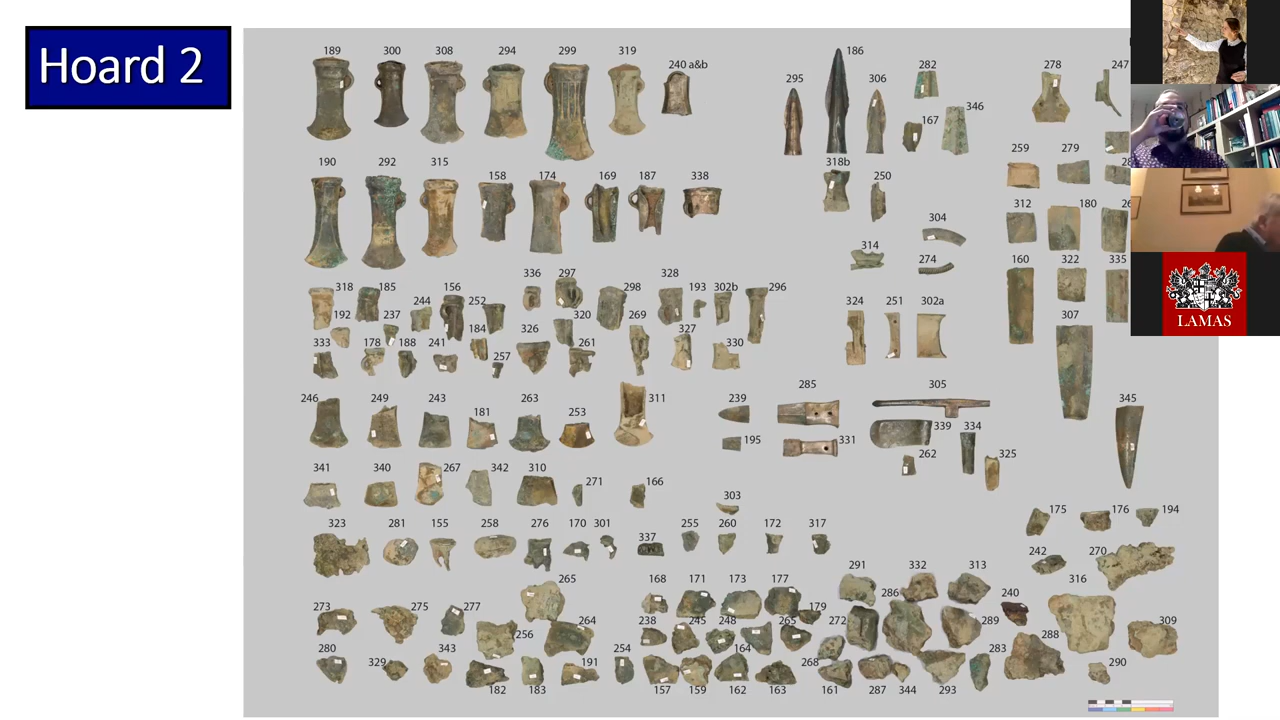 Hoard 2
189 300 308 294 299 319 240 a&b
295 186 306 282 167 346 278 247
190 292 315 158 174 169 187 338
318b 250 259 279
304 312 180
314 274 160 322 335
318 185 244 156 252 336 297 298 328 193 302b 296
192 237 184 326 320 269 327
333 178 188 241 257 261 330
324 251 302a 307
246 249 243 181 263 253 311
239 285 305 345
195 331 339 334
262 325
341 340 267 342 310 271 166 303
323 281 155 258 276 170 301 337 255 260 172 317
175 176 194
242 270
265 168 171 173 177 291 332 313 316
273 275 277 256 264 238 245 248 265 179 272 286 289 240 288 309
280 329 343 182 183 191 254 157 159 164 162 163 268 161 287 344 293 283 290
LAMAS